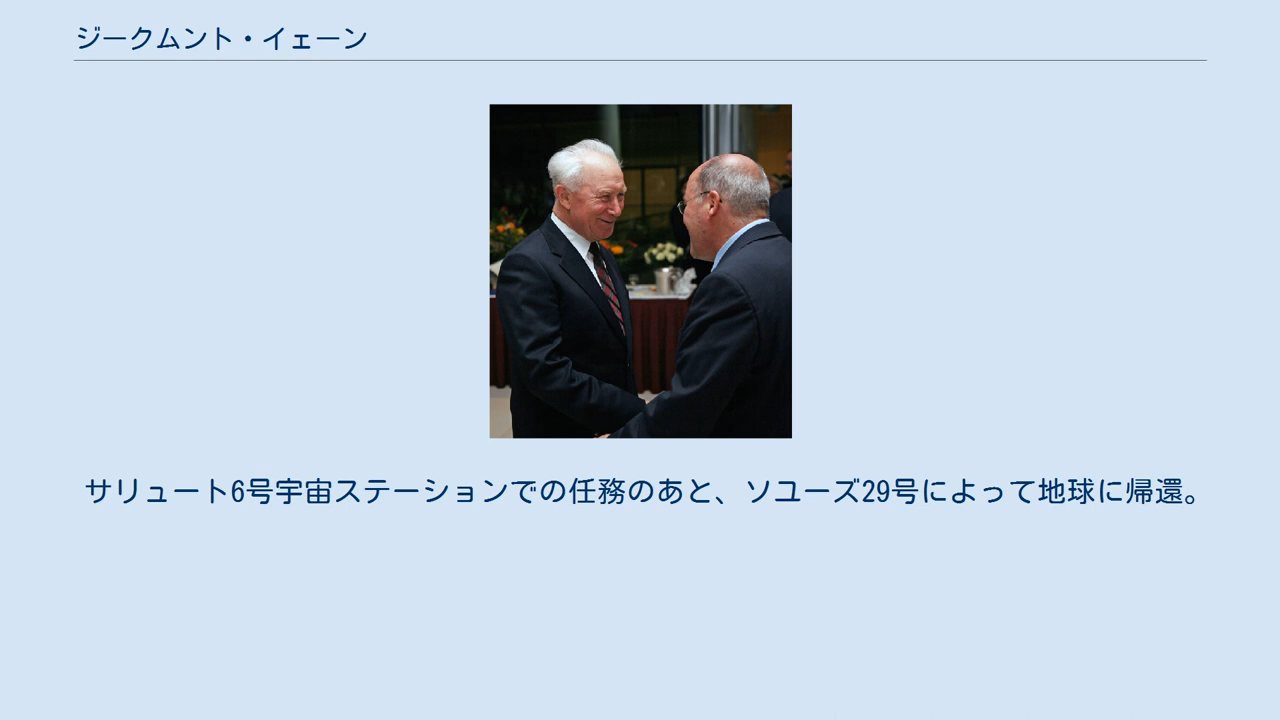 ジークムント・イェーン
サリュート6号宇宙ステーションでの任務のあと、ソユーズ29号によって地球に帰還。